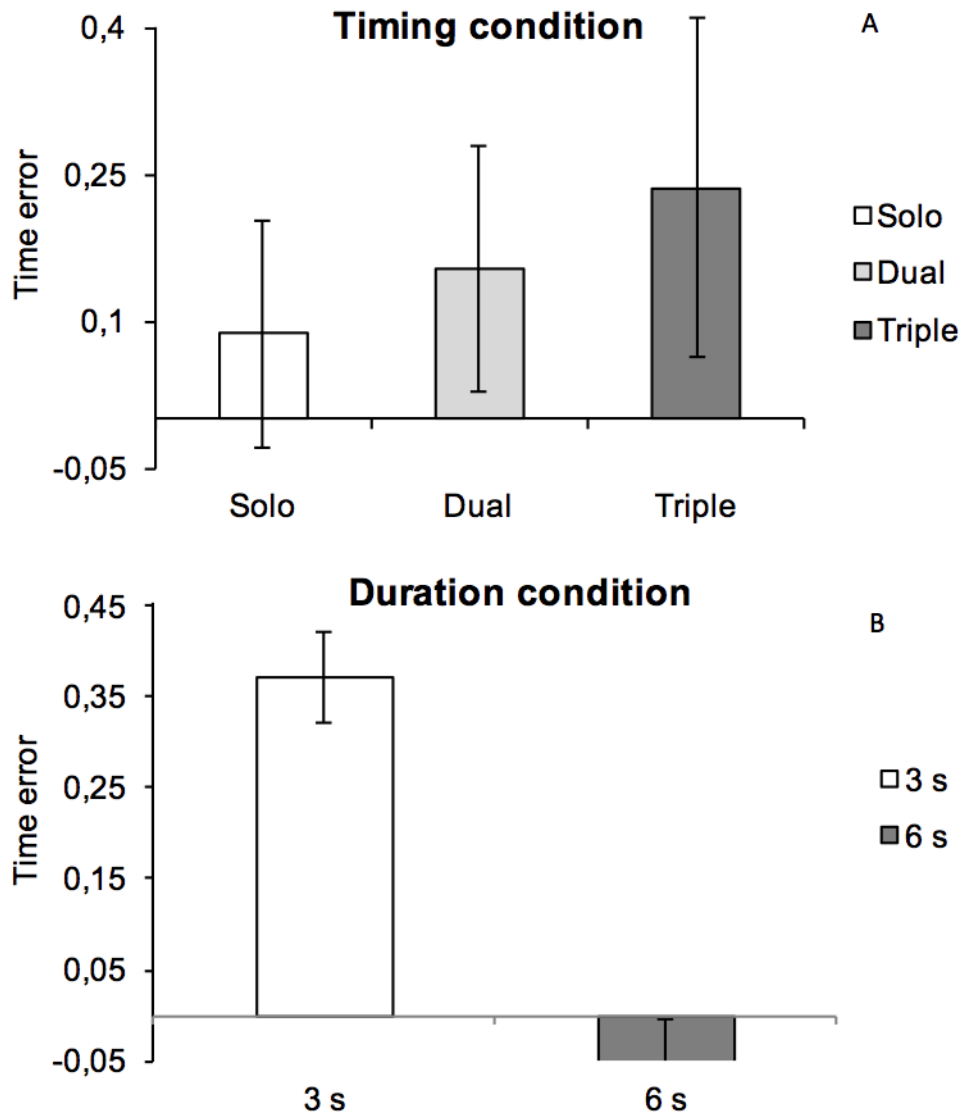 Timing condition
A
0,4
0,25
0,1
-0,05
Time error
Solo
Dual
Triple
Solo
Dual
Triple
Duration condition
B
0,45
0,35
0,25
0,15
0,05
-0,05
Time error
3 s
6 s
3 s
6 s